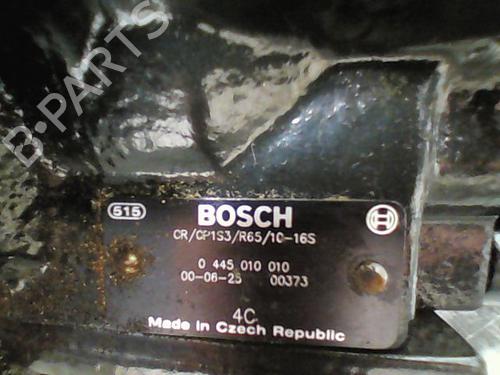 B-PARTS
515
BOSCH
CR/CP1S3/R65/10-16S
0 445 010 010
00-06-25 00373
4C
Made in Czech Republic